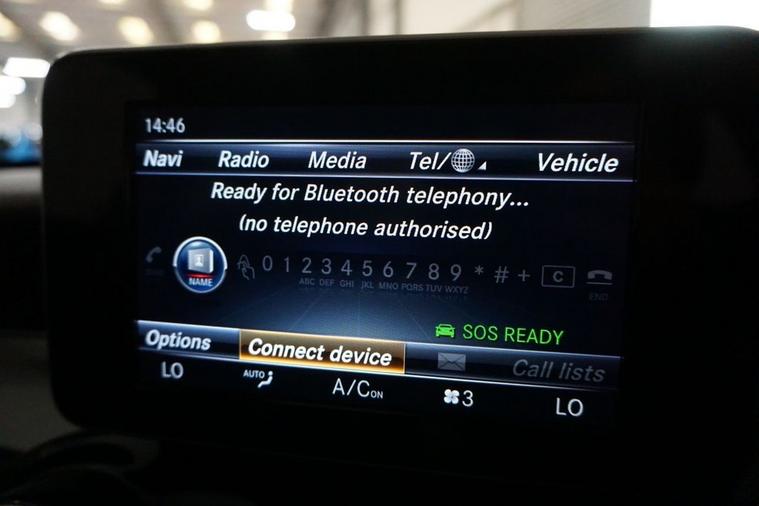 14:46
Navi Radio Media Tel/ Vehicle
Ready for Bluetooth telephony...
(no telephone authorised)
NAME 0 1 2 3 4 5 6 7 8 9 * # + C
ABC DEF GHI JKL MNO PQRS TUV WXYZ
END
SOS READY
Options Connect device Call lists
LO AUTO A/C ON 3 LO